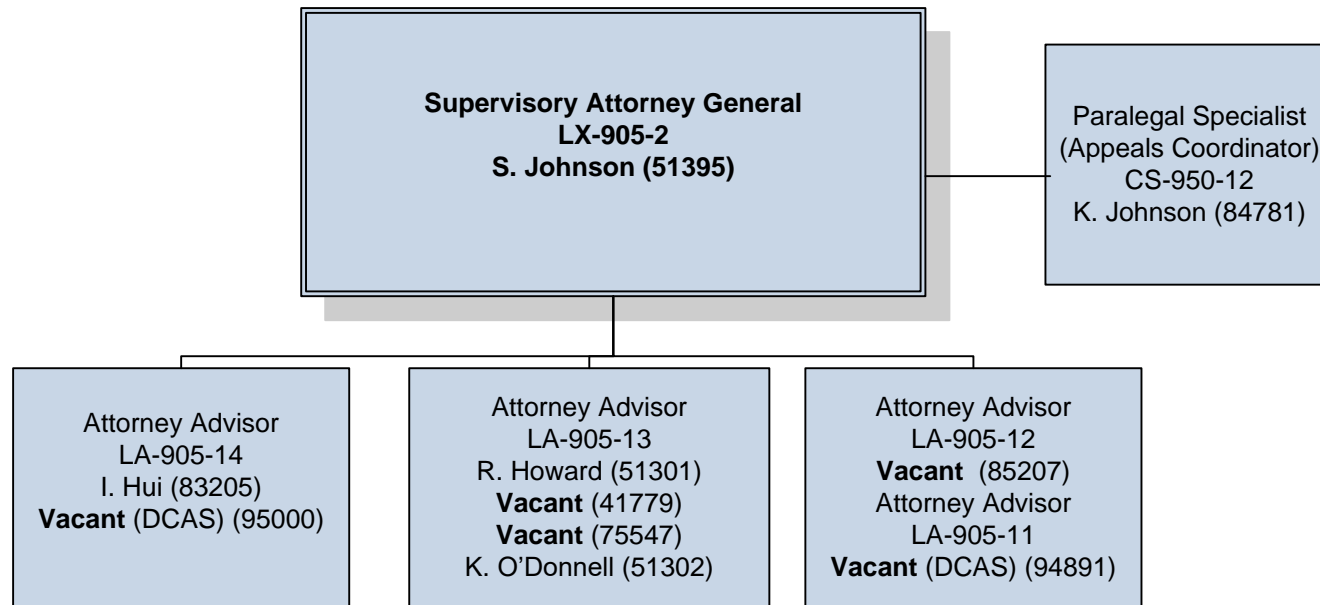 Supervisory Attorney General
LX-905-2
S. Johnson (51395)
Paralegal Specialist
(Appeals Coordinator)
CS-950-12
K. Johnson (84781)
Attorney Advisor
LA-905-14
I. Hui (83205)
Vacant (DCAS) (95000)
Attorney Advisor
LA-905-13
R. Howard (51301)
Vacant (41779)
Vacant (75547)
K. O’Donnell (51302)
Attorney Advisor
LA-905-12
Vacant (85207)
Attorney Advisor
LA-905-11
Vacant (DCAS) (94891)